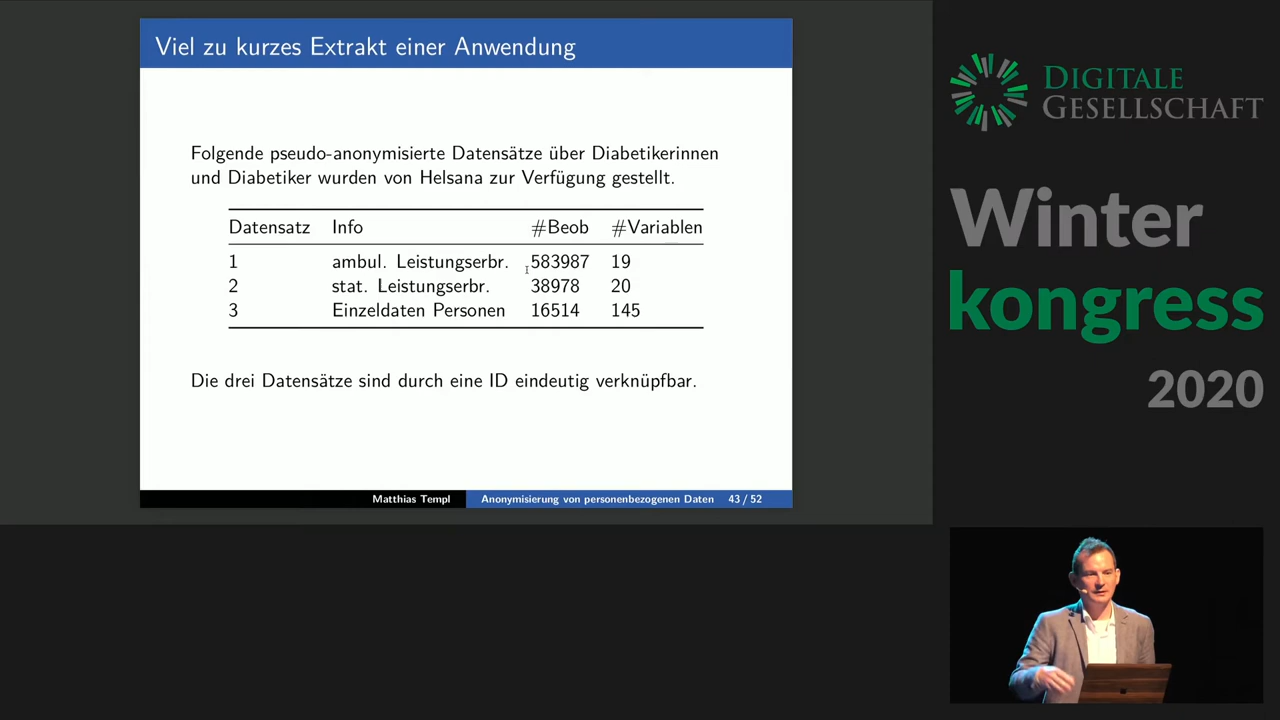 Viel zu kurzes Extrakt einer Anwendung
Folgende pseudo-anonymisierte Datensätze über Diabetikerinnen
und Diabetiker wurden von Helsana zur Verfügung gestellt.
Datensatz Info #Beob #Variablen
1 ambul. Leistungserbr. 583987 19
2 stat. Leistungserbr. 38978 20
3 Einzeldaten Personen 16514 145
Die drei Datensätze sind durch eine ID eindeutig verknüpfbar.
Matthias Templ Anonymisierung von personenbezogenen Daten 43 / 52
DIGITALE
GESELLSCHAFT
Winter
kongress
2020